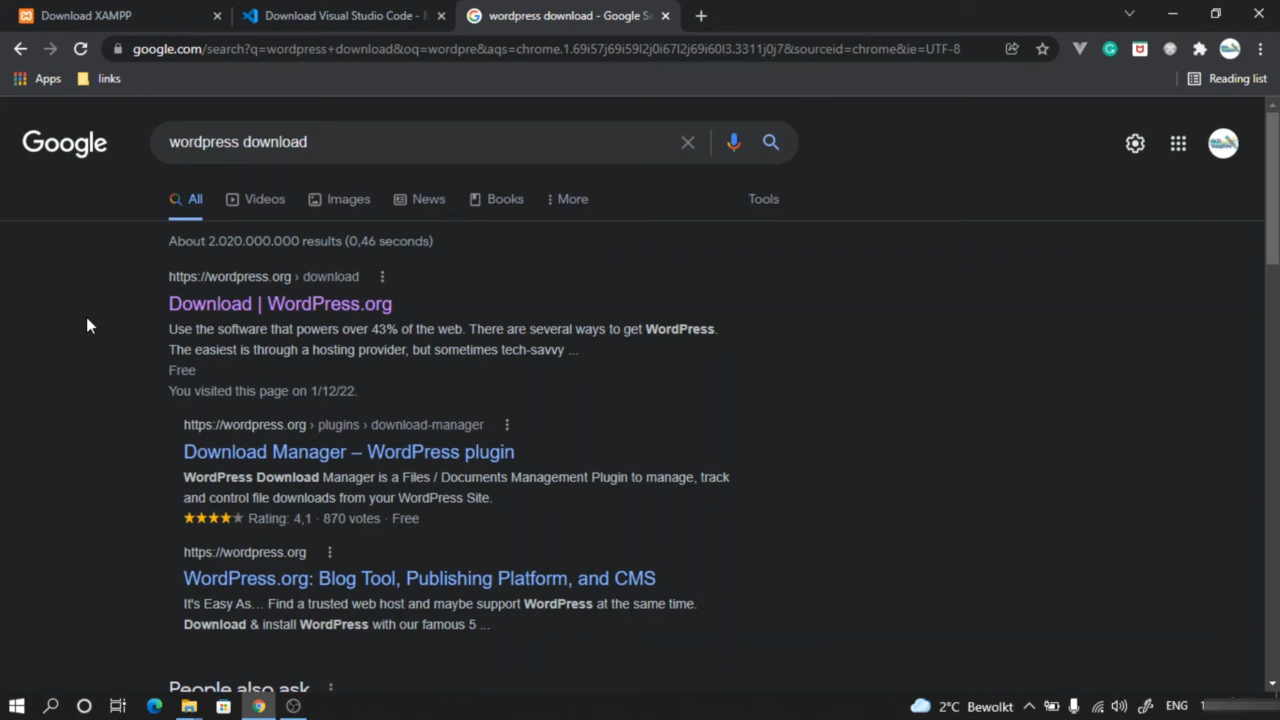 Download XAMPP
Download Visual Studio Code -
wordpress download - Google Se
google.com/search?q=wordpress+download&oq=wordpre&aqs=chrome.1.69i57j69i59l2j0i67l2j69i60l3.3311j0j7&sourceid=chrome&ie=UTF-8
Apps
links
Reading list
Google
wordpress download
All
Videos
Images
News
Books
More
Tools
About 2.020.000.000 results (0,46 seconds)
https://wordpress.org › download
Download | WordPress.org
Use the software that powers over 43% of the web. There are several ways to get WordPress.
The easiest is through a hosting provider, but sometimes tech-savvy ...
Free
You visited this page on 1/12/22.
https://wordpress.org › plugins › download-manager
Download Manager – WordPress plugin
WordPress Download Manager is a Files / Documents Management Plugin to manage, track
and control file downloads from your WordPress Site.
Rating: 4,1 · 870 votes · Free
https://wordpress.org
WordPress.org: Blog Tool, Publishing Platform, and CMS
It's Easy As... Find a trusted web host and maybe support WordPress at the same time.
Download & install WordPress with our famous 5 ...
People also ask
2°C Bewolkt
ENG